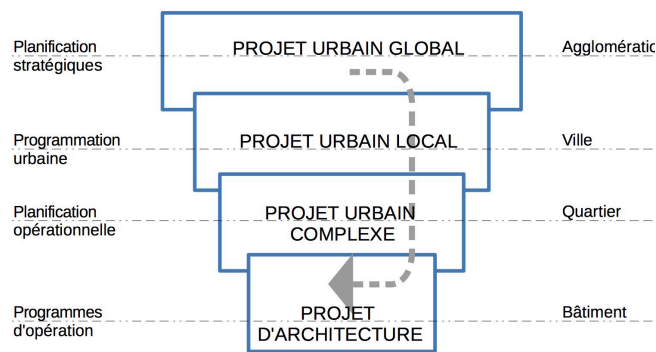 Planification
stratégiques
PROJET URBAIN GLOBAL
Agglomératio
Programmation
urbaine
PROJET URBAIN LOCAL
Ville
Planification
opérationnelle
PROJET URBAIN
COMPLEXE
Quartier
Programmes
d'opération
PROJET
D'ARCHITECTURE
Bâtiment